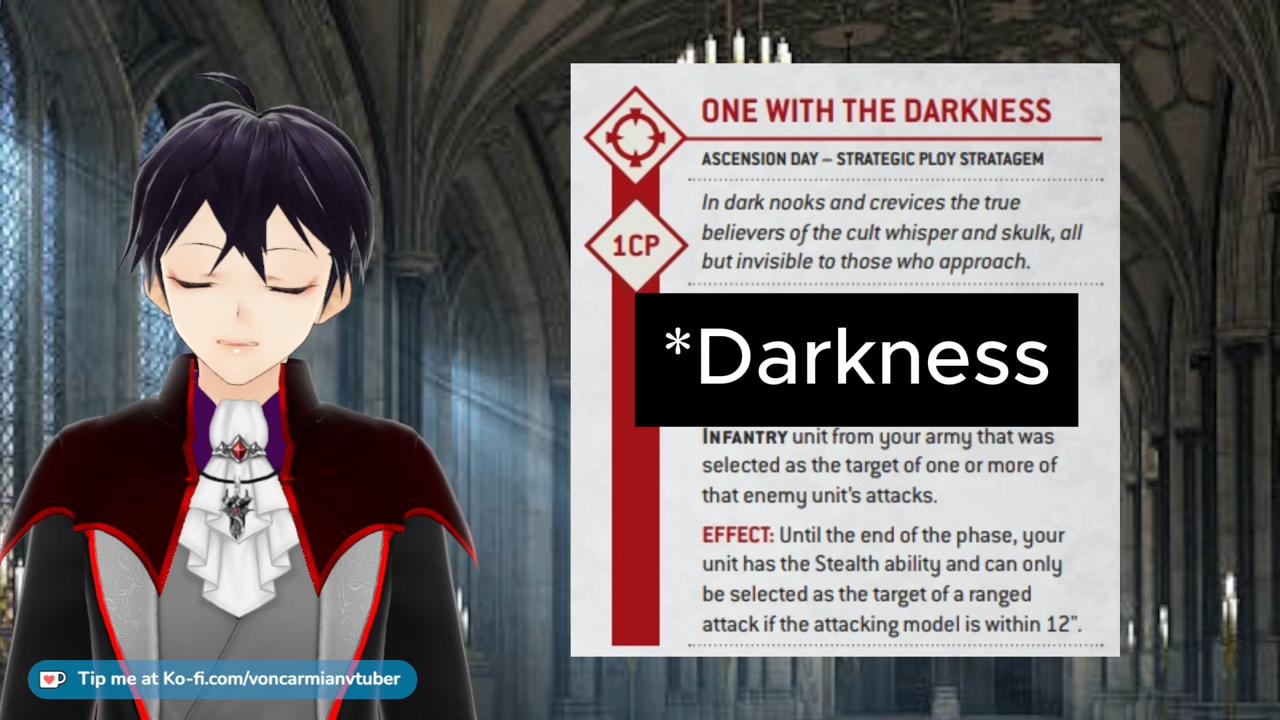 ONE WITH THE DARKNESS
ASCENSION DAY – STRATEGIC PLOY STRATAGEM
In dark nooks and crevices the true
believers of the cult whisper and skulk, all
but invisible to those who approach.
1CP
*Darkness
INFANTRY unit from your army that was
selected as the target of one or more of
that enemy unit's attacks.
EFFECT: Until the end of the phase, your
unit has the Stealth ability and can only
be selected as the target of a ranged
attack if the attacking model is within 12".
Tip me at Ko-fi.com/voncarmianvtuber